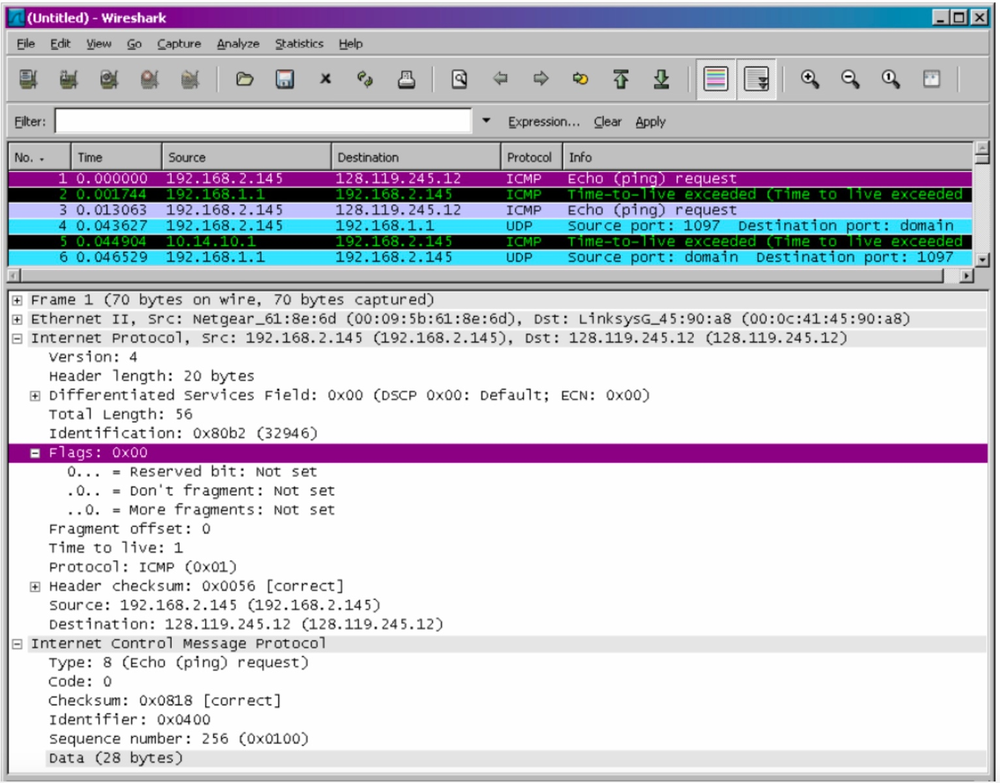 (Untitled) - Wireshark
File Edit View Go Capture Analyze Statistics Help
Filter: Expression... Clear Apply
No. Time Source Destination Protocol Info
1 0.000000 192.168.2.145 128.119.245.12 ICMP Echo (ping) request
2 0.001744 192.168.1.1 192.168.2.145 ICMP Time-to-live exceeded (Time to live exceeded
3 0.013063 192.168.2.145 128.119.245.12 ICMP Echo (ping) request
4 0.043627 192.168.2.145 192.168.1.1 UDP Source port: 1097 Destination port: domain
5 0.044904 10.14.10.1 192.168.2.145 ICMP Time-to-live exceeded (Time to live exceeded
6 0.046529 192.168.1.1 192.168.2.145 UDP Source port: domain Destination port: 1097
Frame 1 (70 bytes on wire, 70 bytes captured)
Ethernet II, Src: Netgear_61:8e:6d (00:09:5b:61:8e:6d), Dst: LinksysG_45:90:a8 (00:0c:41:45:90:a8)
Internet Protocol, Src: 192.168.2.145 (192.168.2.145), Dst: 128.119.245.12 (128.119.245.12)
Version: 4
Header length: 20 bytes
Differentiated Services Field: 0x00 (DSCP 0x00: Default; ECN: 0x00)
Total Length: 56
Identification: 0x80b2 (32946)
Flags: 0x00
0... = Reserved bit: Not set
.0.. = Don't fragment: Not set
..0. = More fragments: Not set
Fragment offset: 0
Time to live: 1
Protocol: ICMP (0x01)
Header checksum: 0x0056 [correct]
Source: 192.168.2.145 (192.168.2.145)
Destination: 128.119.245.12 (128.119.245.12)
Internet Control Message Protocol
Type: 8 (Echo (ping) request)
Code: 0
Checksum: 0x0818 [correct]
Identifier: 0x0400
Sequence number: 256 (0x0100)
Data (28 bytes)